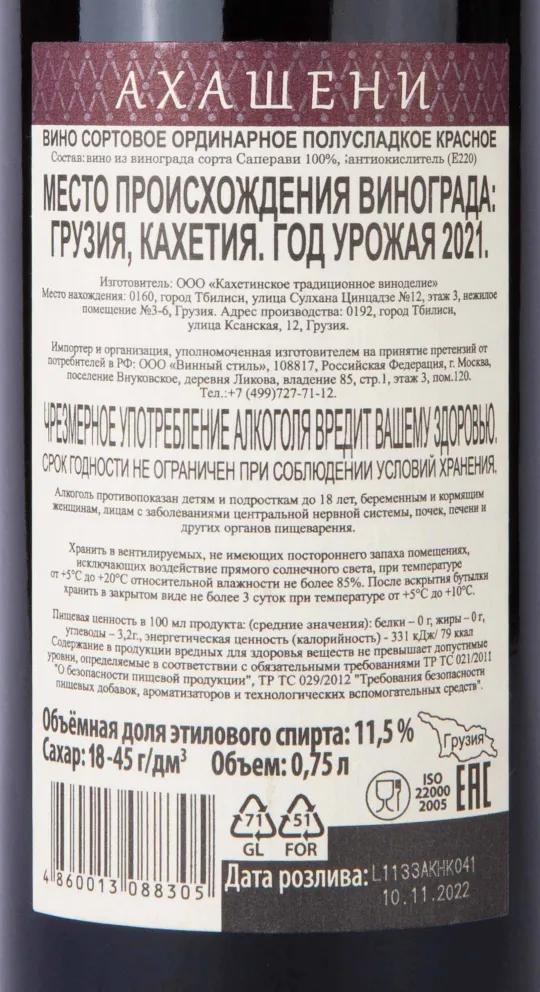 АХАШЕНИ
ВИНО СОРТОВОЕ ОРДИНАРНОЕ ПОЛУСЛАДКОЕ КРАСНОЕ
Состав: вино из винограда сорта Саперави 100%, :антиокислитель (Е220)
МЕСТО ПРОИСХОЖДЕНИЯ ВИНОГРАДА:
ГРУЗИЯ, КАХЕТИЯ. ГОД УРОЖАЯ 2021.
Изготовитель: ООО «Кахетинское традиционное виноделие»
Место нахождения: 0160, город Тбилиси, улица Сулхана Цинцадзе №12, этаж 3, нежилое
помещение №3-6, Грузия. Адрес производства: 0192, город Тбилиси,
улица Ксанская, 12, Грузия.
Импортер и организация, уполномоченная изготовителем на принятие претензий от
потребителей в РФ: ООО «Винный стиль», 108817, Российская Федерация, г. Москва,
поселение Внуковское, деревня Ликова, владение 85, стр.1, этаж 3, пом.120.
Тел.:+7 (499)727-71-12.
ЧРЕЗМЕРНОЕ УПОТРЕБЛЕНИЕ АЛКОГОЛЯ ВРЕДИТ ВАШЕМУ ЗДОРОВЬЮ.
СРОК ГОДНОСТИ НЕ ОГРАНИЧЕН ПРИ СОБЛЮДЕНИИ УСЛОВИЙ ХРАНЕНИЯ.
Алкоголь противопоказан детям и подросткам до 18 лет, беременным и кормящим
женщинам, лицам с заболеваниями центральной нервной системы, почек, печени и
других органов пищеварения.
Хранить в вентилируемых, не имеющих постороннего запаха помещениях,
исключающих воздействие прямого солнечного света, при температуре
от +5°С до +20°С относительной влажности не более 85%. После вскрытия бутылки
хранить в закрытом виде не более 3 суток при температуре от +5°С до +10°С.
Пищевая ценность в 100 мл продукта: (средние значения): белки – 0 г, жиры – 0 г,
углеводы – 3,2г., энергетическая ценность (калорийность) - 331 кДж/ 79 ккал
Содержание в продукции вредных для здоровья веществ не превышает допустимые
уровни, определяемые в соответствии с обязательными требованиями ТР ТС 021/2011
"О безопасности пищевой продукции", ТР ТС 029/2012 "Требования безопасности
пищевых добавок, ароматизаторов и технологических вспомогательных средств".
Объёмная доля этилового спирта: 11,5 %
Сахар: 18-45 г/дм³ Объем: 0,75 л
Грузия
ISO
22000
2005
EAC
71
GL
51
FOR
4 860013 088305
Дата розлива: L1133AKHK041
10.11.2022